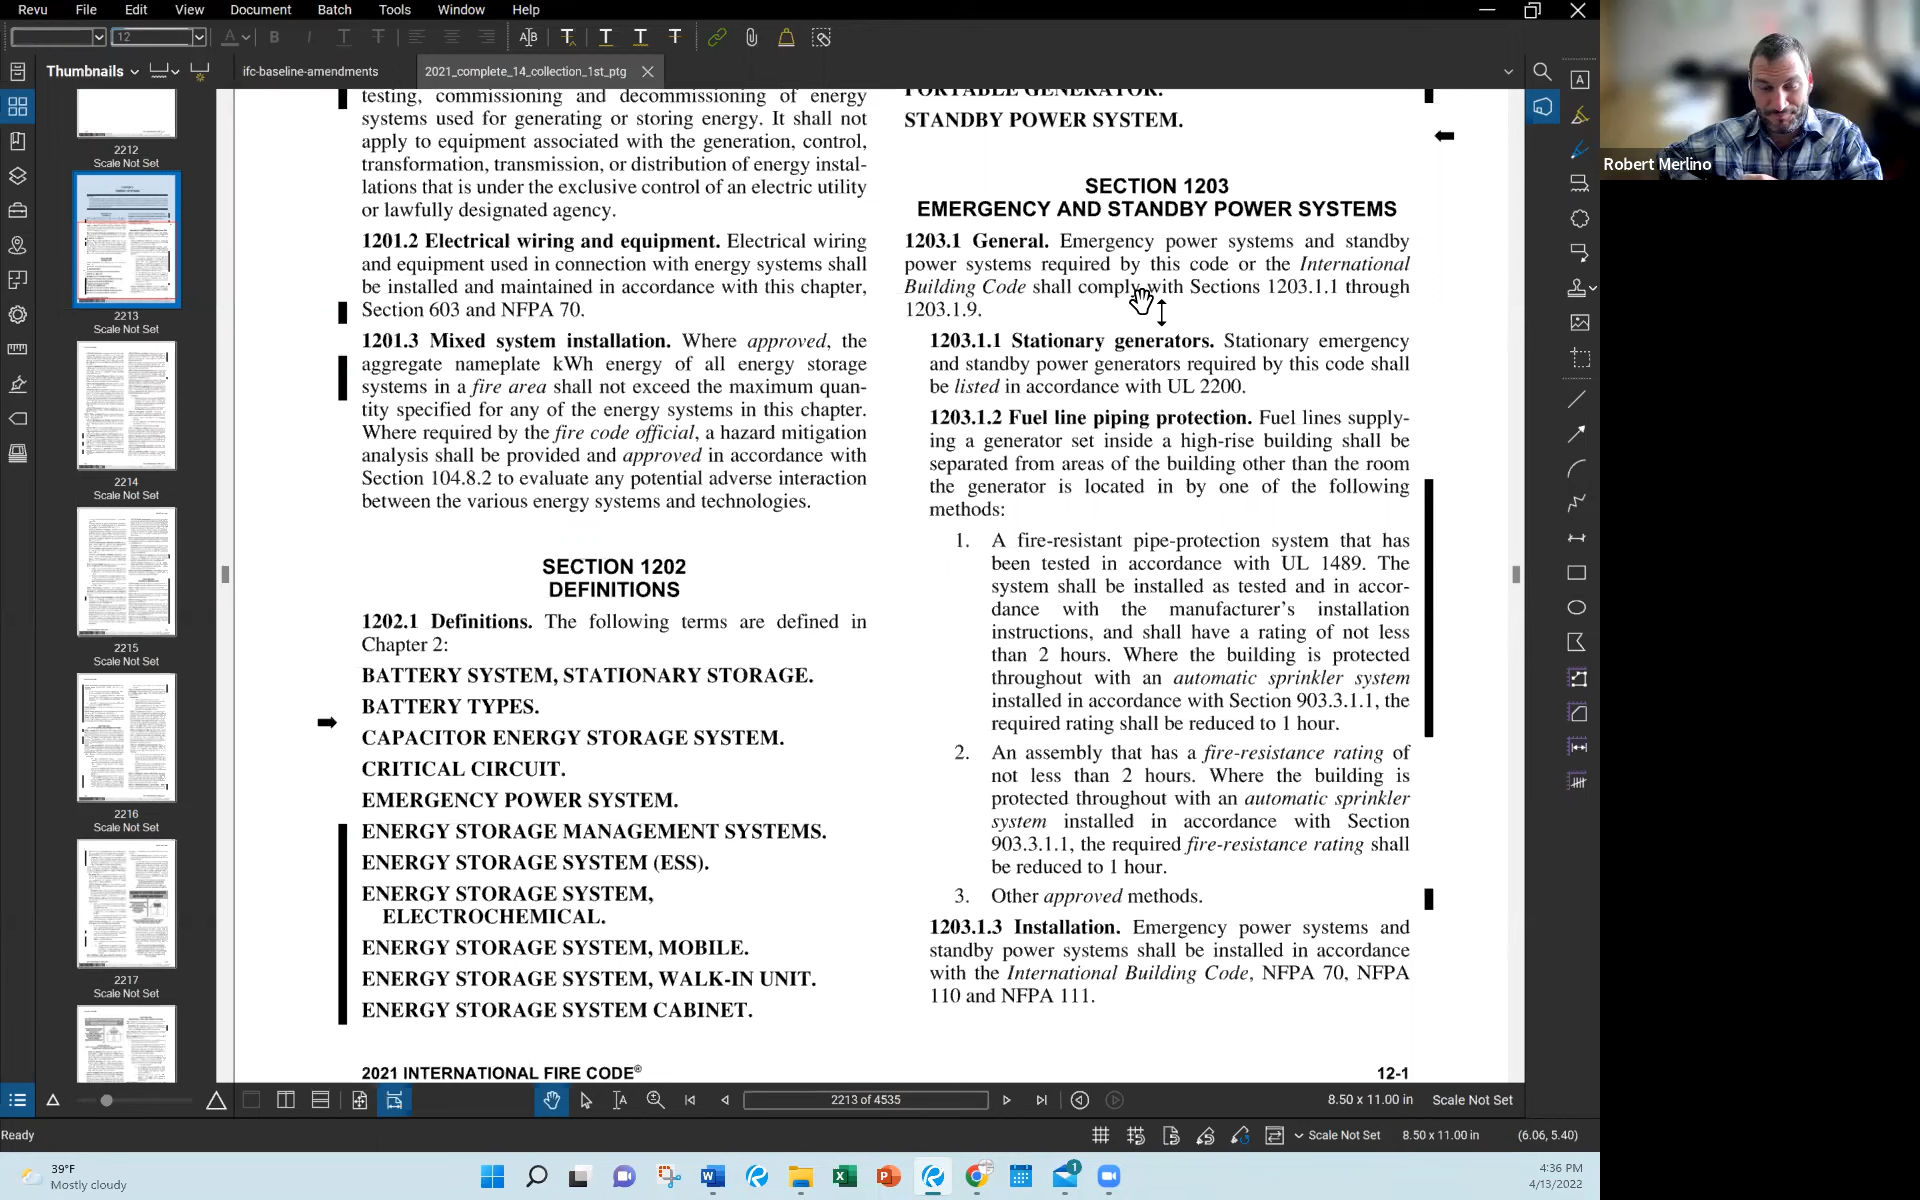 Revu File Edit View Document Batch Tools Window Help
12
Thumbnails
ifc-baseline-amendments
2021_complete_14_collection_1st_ptg
2212
Scale Not Set
2213
Scale Not Set
2214
Scale Not Set
2215
Scale Not Set
2216
Scale Not Set
2217
Scale Not Set
testing, commissioning and decommissioning of energy
systems used for generating or storing energy. It shall not
apply to equipment associated with the generation, control,
transformation, transmission, or distribution of energy instal-
lations that is under the exclusive control of an electric utility
or lawfully designated agency.
1201.2 Electrical wiring and equipment. Electrical wiring
and equipment used in connection with energy systems shall
be installed and maintained in accordance with this chapter,
Section 603 and NFPA 70.
1201.3 Mixed system installation. Where approved, the
aggregate nameplate kWh energy of all energy storage
systems in a fire area shall not exceed the maximum quan-
tity specified for any of the energy systems in this chapter.
Where required by the fire code official, a hazard mitigation
analysis shall be provided and approved in accordance with
Section 104.8.2 to evaluate any potential adverse interaction
between the various energy systems and technologies.
SECTION 1202
DEFINITIONS
1202.1 Definitions. The following terms are defined in
Chapter 2:
BATTERY SYSTEM, STATIONARY STORAGE.
BATTERY TYPES.
CAPACITOR ENERGY STORAGE SYSTEM.
CRITICAL CIRCUIT.
EMERGENCY POWER SYSTEM.
ENERGY STORAGE MANAGEMENT SYSTEMS.
ENERGY STORAGE SYSTEM (ESS).
ENERGY STORAGE SYSTEM,
ELECTROCHEMICAL.
ENERGY STORAGE SYSTEM, MOBILE.
ENERGY STORAGE SYSTEM, WALK-IN UNIT.
ENERGY STORAGE SYSTEM CABINET.
2021 INTERNATIONAL FIRE CODE®
PORTABLE GENERATOR.
STANDBY POWER SYSTEM.
SECTION 1203
EMERGENCY AND STANDBY POWER SYSTEMS
1203.1 General. Emergency power systems and standby
power systems required by this code or the International
Building Code shall comply with Sections 1203.1.1 through
1203.1.9.
1203.1.1 Stationary generators. Stationary emergency
and standby power generators required by this code shall
be listed in accordance with UL 2200.
1203.1.2 Fuel line piping protection. Fuel lines supply-
ing a generator set inside a high-rise building shall be
separated from areas of the building other than the room
the generator is located in by one of the following
methods:
1. A fire-resistant pipe-protection system that has
been tested in accordance with UL 1489. The
system shall be installed as tested and in accor-
dance with the manufacturer's installation
instructions, and shall have a rating of not less
than 2 hours. Where the building is protected
throughout with an automatic sprinkler system
installed in accordance with Section 903.3.1.1, the
required rating shall be reduced to 1 hour.
2. An assembly that has a fire-resistance rating of
not less than 2 hours. Where the building is
protected throughout with an automatic sprinkler
system installed in accordance with Section
903.3.1.1, the required fire-resistance rating shall
be reduced to 1 hour.
3. Other approved methods.
1203.1.3 Installation. Emergency power systems and
standby power systems shall be installed in accordance
with the International Building Code, NFPA 70, NFPA
110 and NFPA 111.
12-1
Robert Merlino
2213 of 4535
8.50 x 11.00 in Scale Not Set
Ready
Scale Not Set 8.50 x 11.00 in (6.06, 5.40)
39°F
Mostly cloudy
4:36 PM
4/13/2022